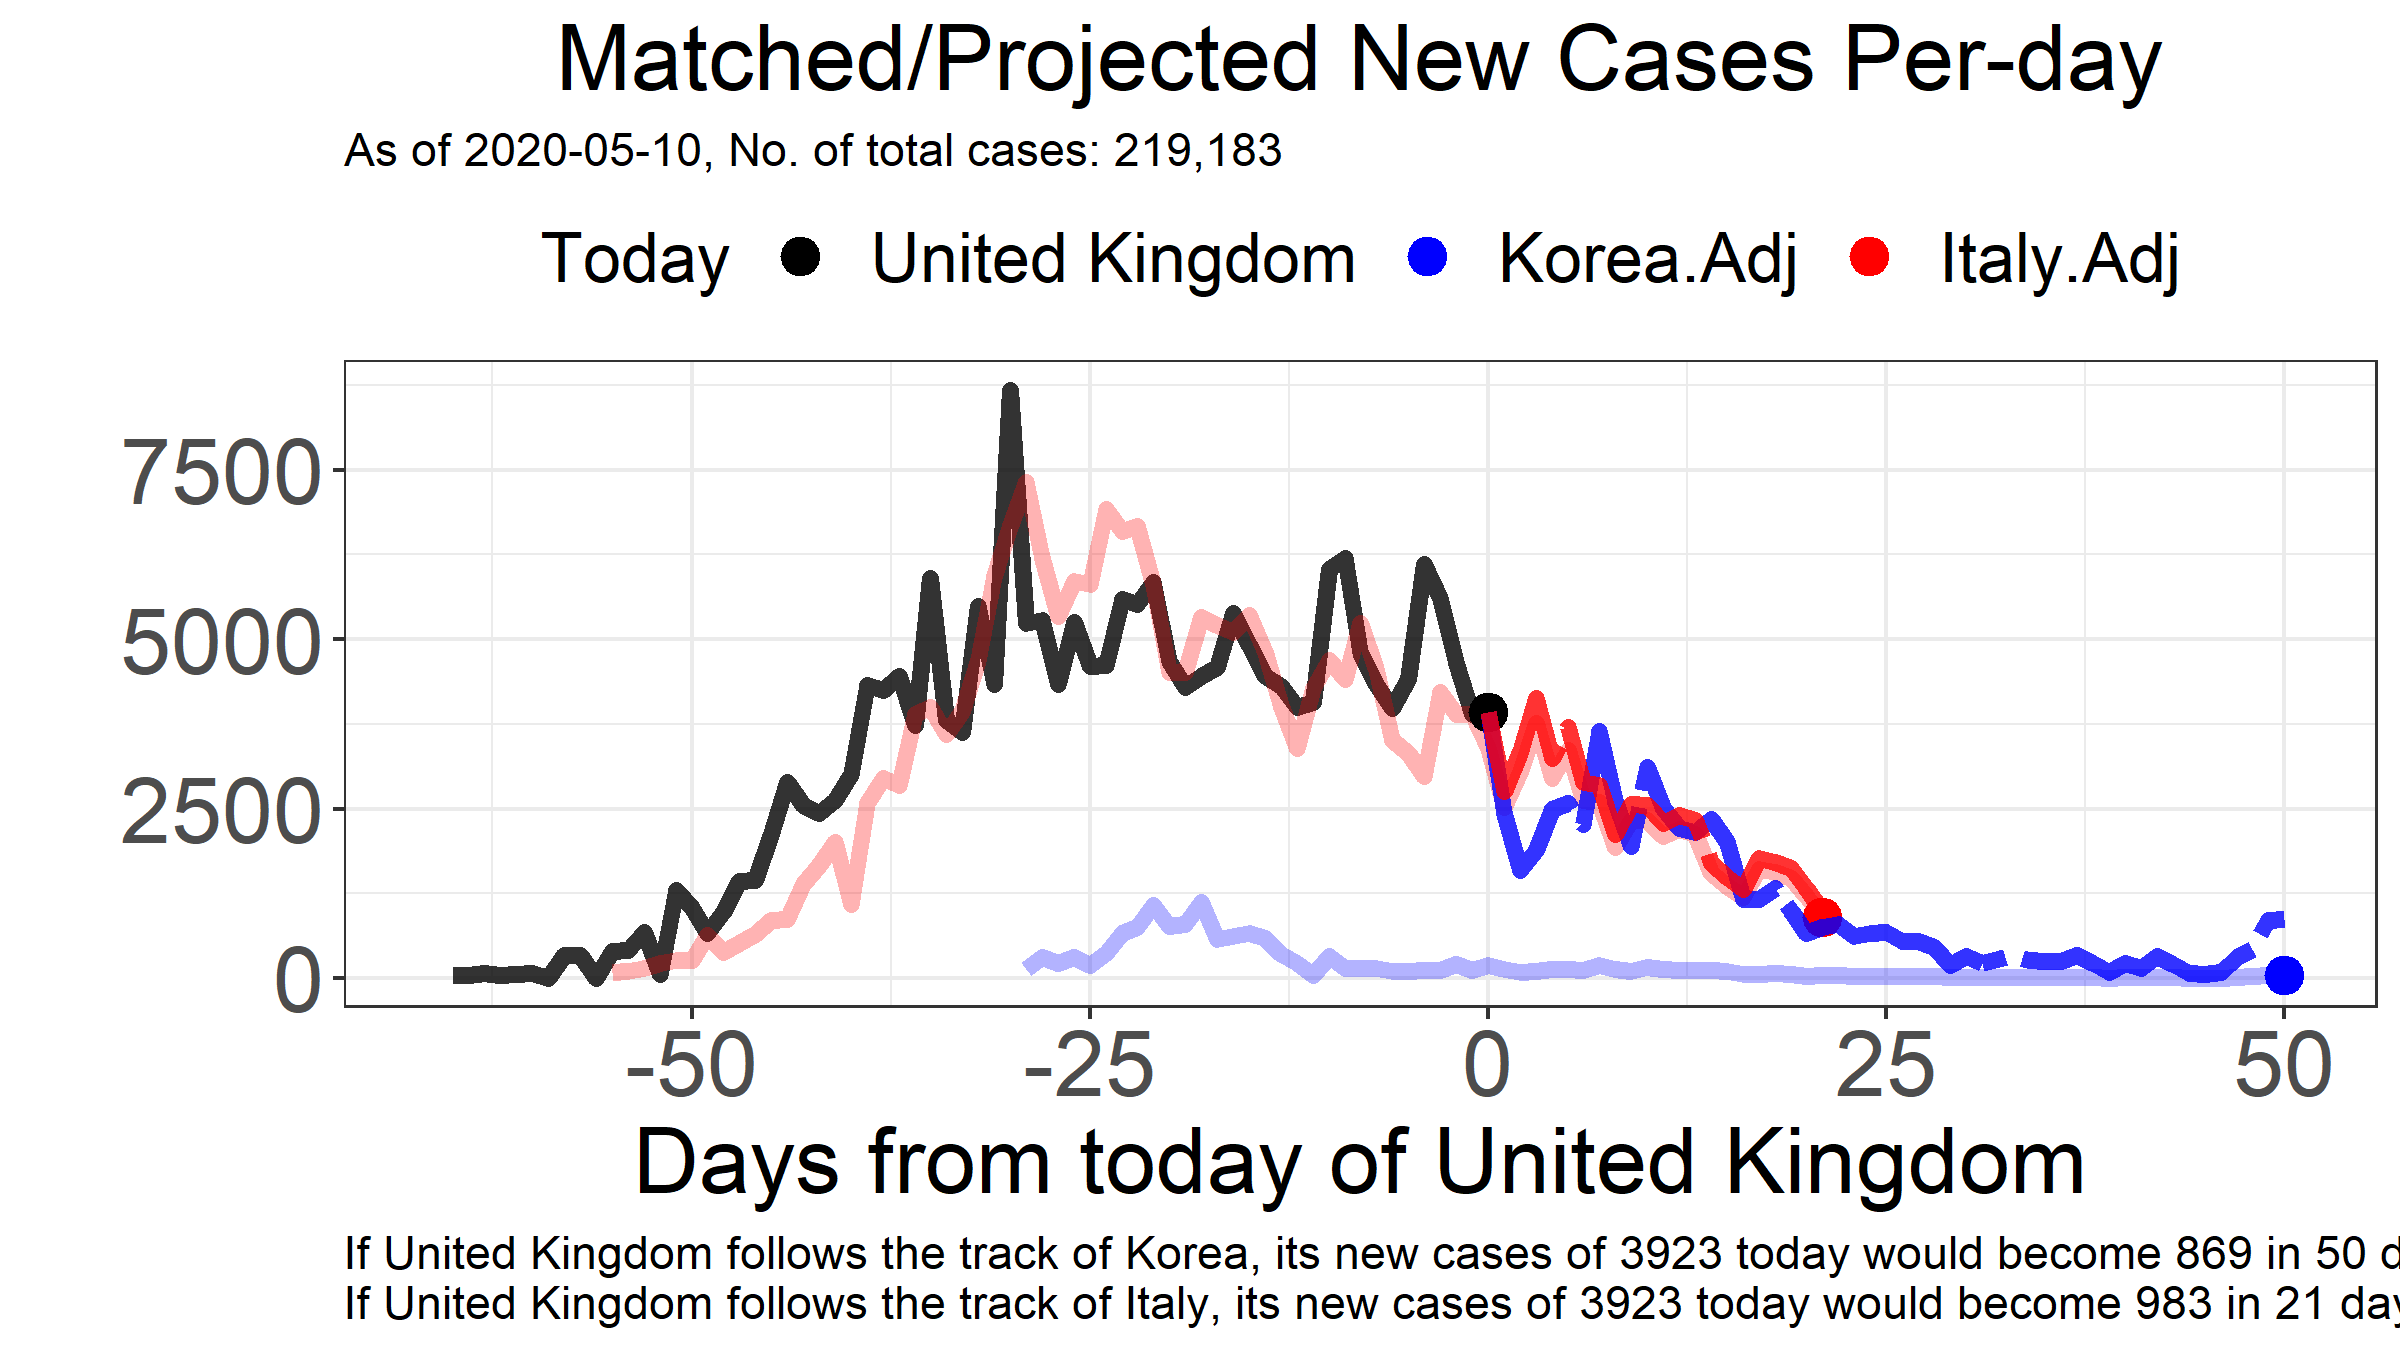 Matched/Projected New Cases Per-day
As of 2020-05-10, No. of total cases: 219,183
Today United Kingdom Korea.Adj Italy.Adj
7500
5000
2500
0
-50 -25 0 25 50
Days from today of United Kingdom
If United Kingdom follows the track of Korea, its new cases of 3923 today would become 869 in 50 d
If United Kingdom follows the track of Italy, its new cases of 3923 today would become 983 in 21 day